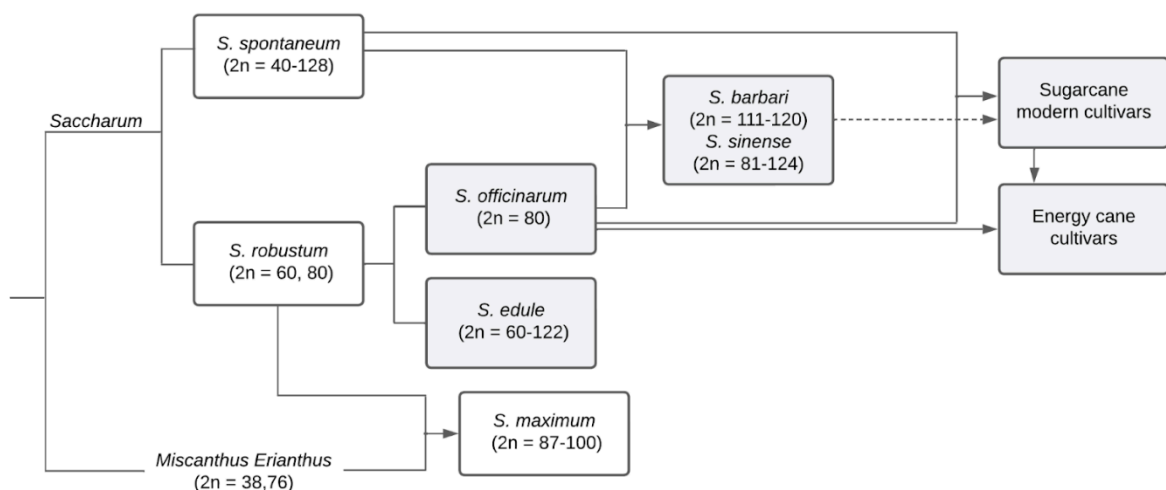 S. spontaneum
(2n = 40-128)
Saccharum
S. barbari
(2n = 111-120)
S. sinense
(2n = 81-124)
Sugarcane
modern cultivars
S. officinarum
(2n = 80)
Energy cane
cultivars
S. robustum
(2n = 60, 80)
S. edule
(2n = 60-122)
S. maximum
(2n = 87-100)
Miscanthus Erianthus
(2n = 38,76)